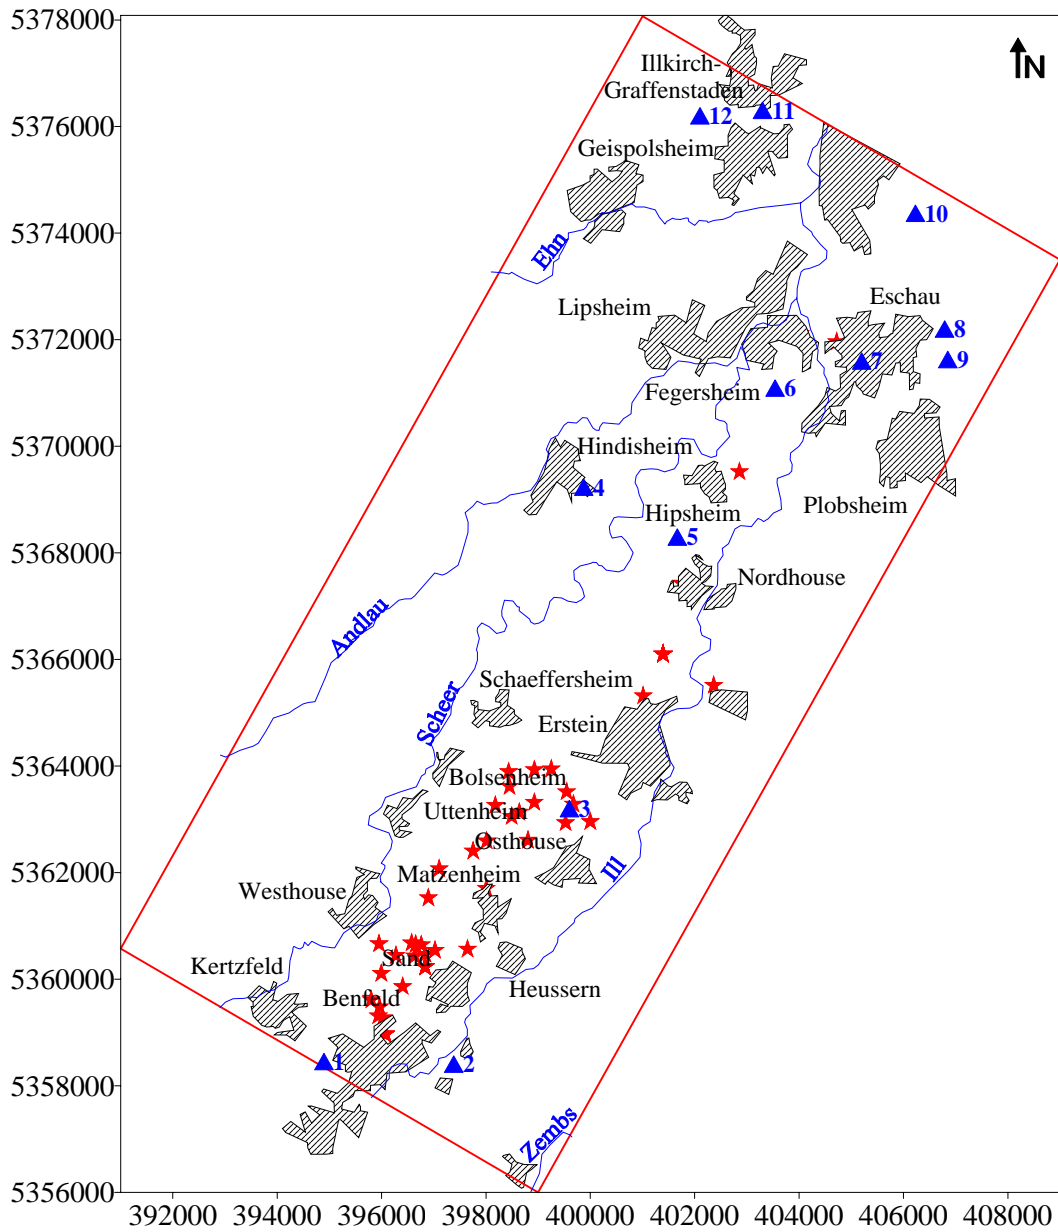 5378000
N
Illkirch-
Graffenstaden
12
11
5376000
Geispolsheim
10
5374000
Ehn
Eschau
Lipsheim
8
5372000
7
9
Fegersheim
6
5370000
Hindisheim
4
Plobsheim
Hipsheim
5
5368000
Nordhouse
Andlau
5366000
Schaeffersheim
Scheer
Erstein
5364000
Bolsenheim
Uttenheim
3
Osthouse
5362000
Matzenheim
Ill
Westhouse
Sand
Kertzfeld
5360000
Heussern
Benfeld
1
2
5358000
Zembs
5356000
392000 394000 396000 398000 400000 402000 404000 406000 408000